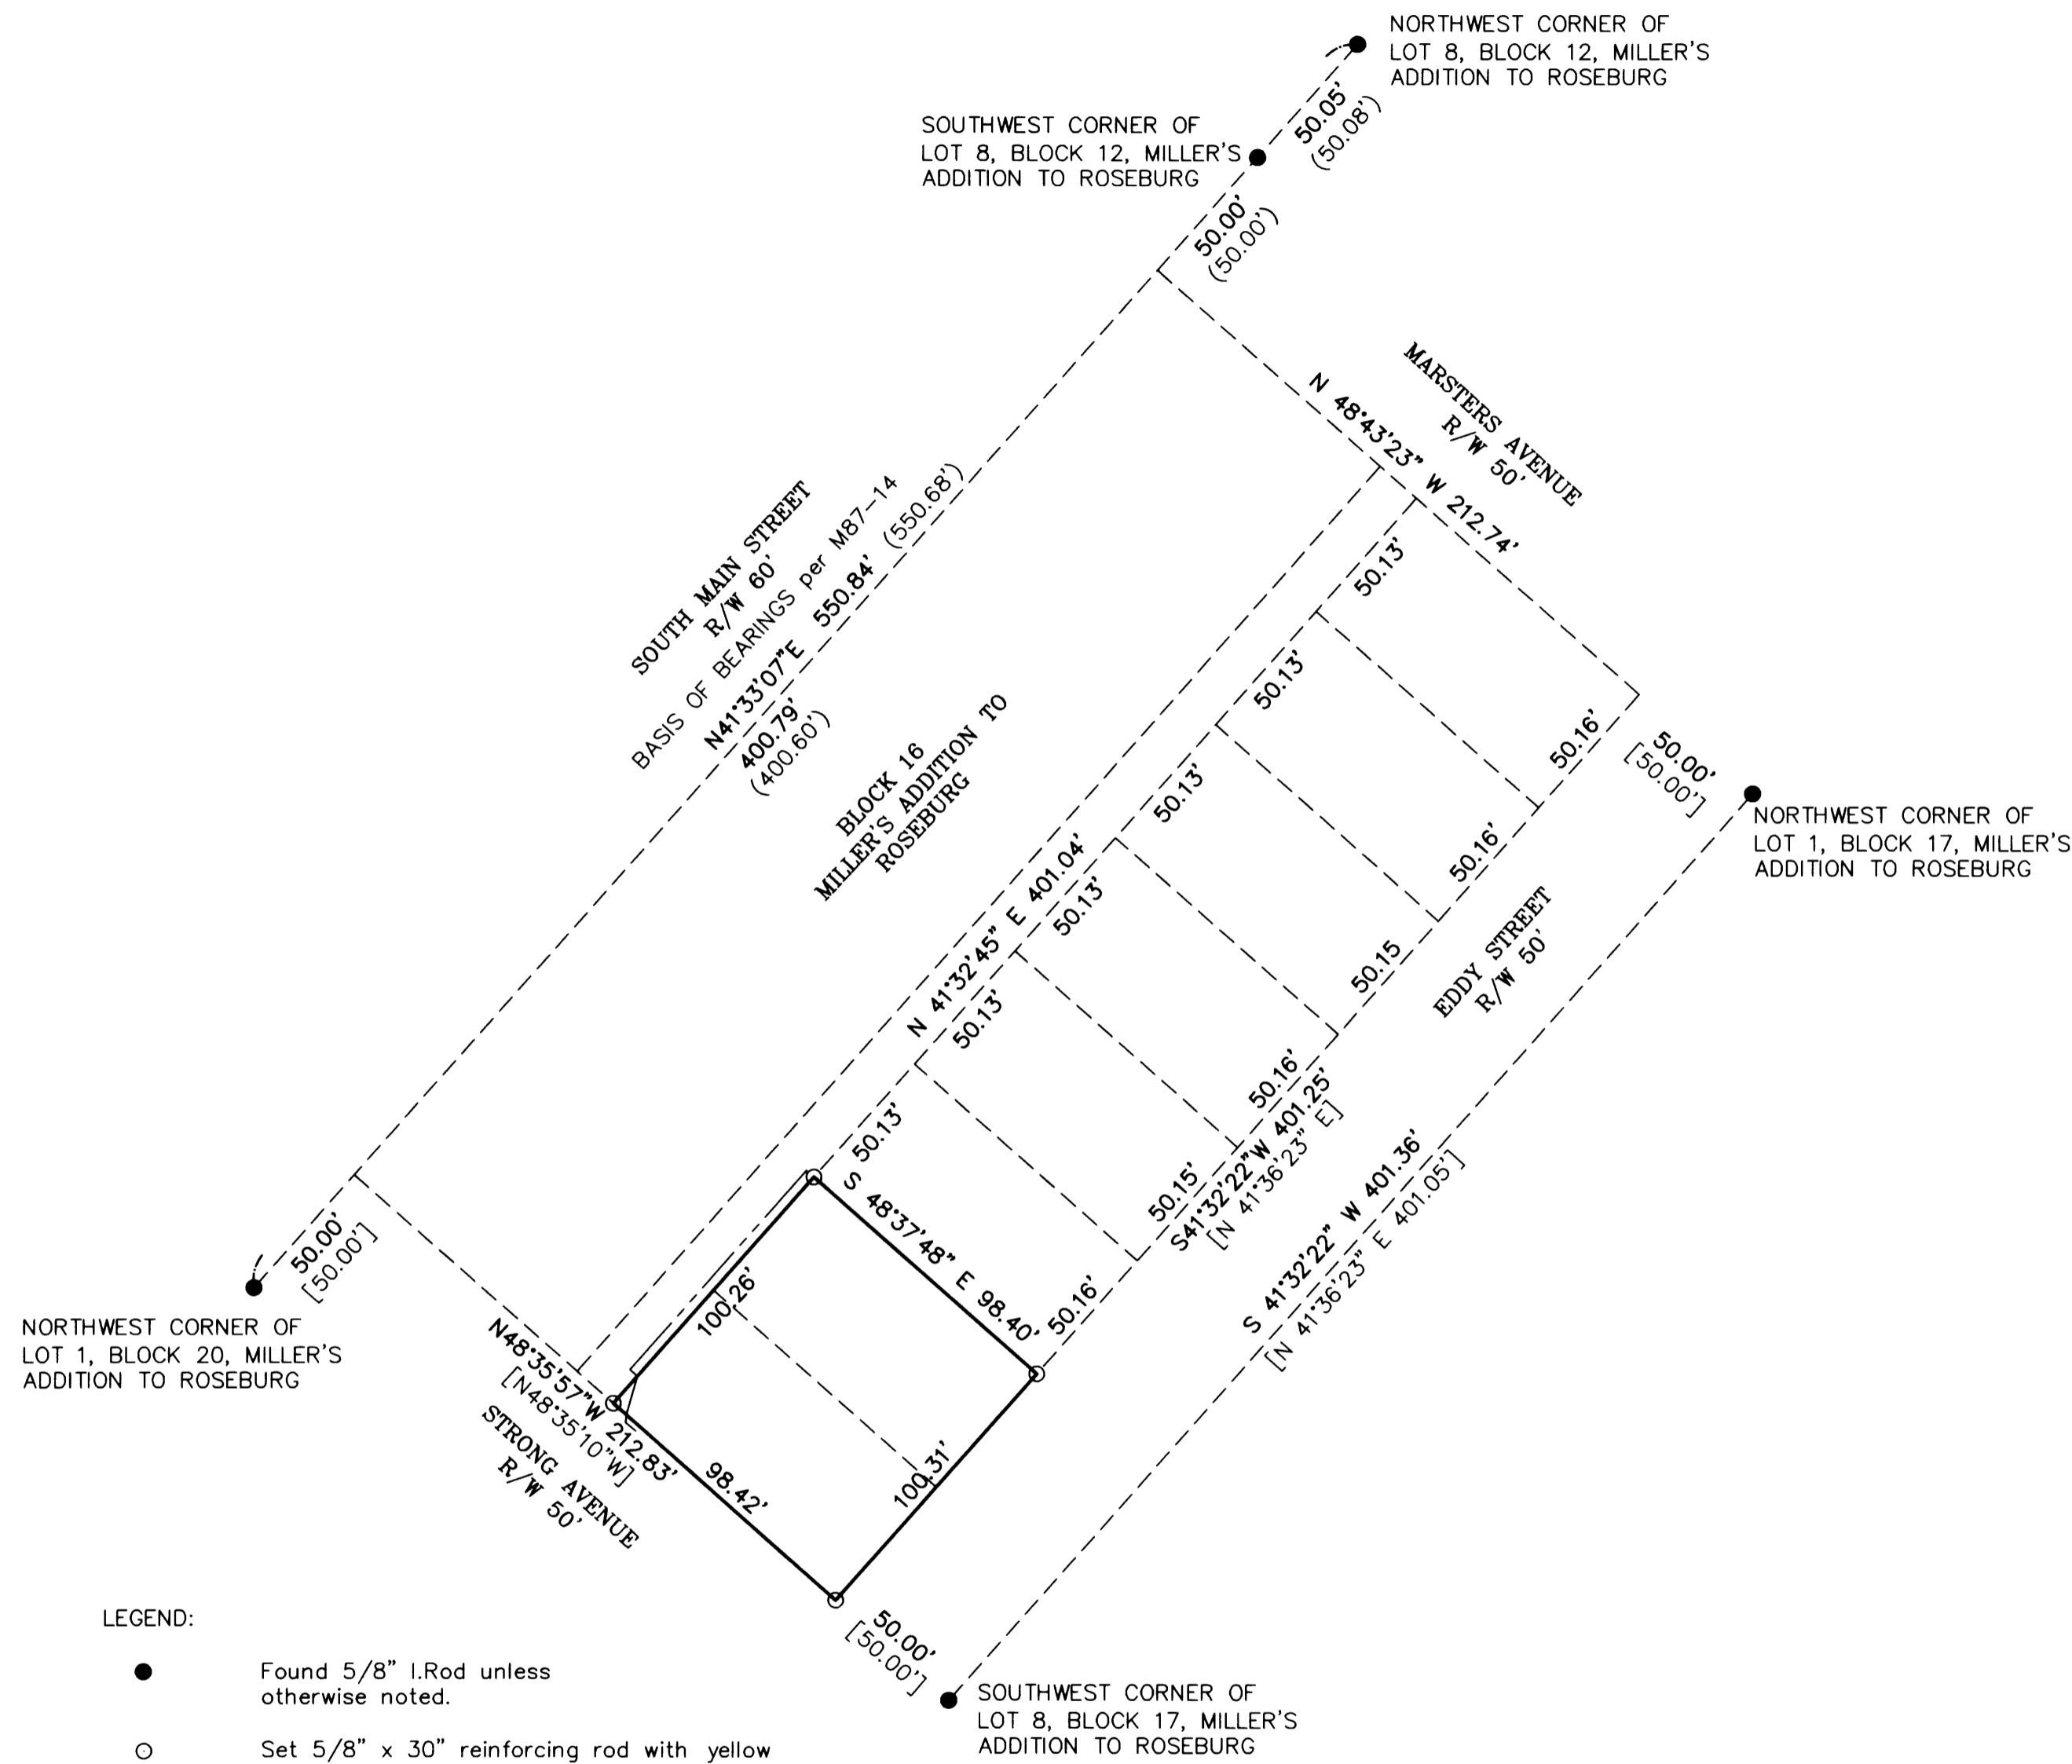 NORTHWEST CORNER OF
LOT 8, BLOCK 12, MILLER'S
ADDITION TO ROSEBURG
50.05'
(50.08')
SOUTHWEST CORNER OF
LOT 8, BLOCK 12, MILLER'S
ADDITION TO ROSEBURG
50.00'
(50.00')
MARSTERS AVENUE
R/W 50'
N 48°43'23" W 212.74'
SOUTH MAIN STREET
R/W 60'
BASIS OF BEARINGS per M87-14
N41°33'07"E 550.84' (550.68')
400.79'
(400.60')
BLOCK 16
MILLER'S ADDITION TO
ROSEBURG
N 41°32'45" E 401.04'
50.13'
50.13'
50.13'
50.13'
50.13'
50.13'
50.16'
50.16'
50.15
50.16'
50.15'
50.16'
50.00'
[50.00']
NORTHWEST CORNER OF
LOT 1, BLOCK 17, MILLER'S
ADDITION TO ROSEBURG
EDDY STREET
R/W 50'
S41°32'22"W 401.25'
[N 41°36'23" E]
S 41°32'22" W 401.36'
[N 41°36'23" E 401.05']
S 48°37'48" E 98.40'
100.26'
100.31'
98.42'
50.00'
[50.00']
NORTHWEST CORNER OF
LOT 1, BLOCK 20, MILLER'S
ADDITION TO ROSEBURG
N48°35'57"W 212.83'
[N48°35'10"W]
STRONG AVENUE
R/W 50'
50.00'
[50.00']
SOUTHWEST CORNER OF
LOT 8, BLOCK 17, MILLER'S
ADDITION TO ROSEBURG
LEGEND:
Found 5/8" I.Rod unless
otherwise noted.
Set 5/8" x 30" reinforcing rod with yellow